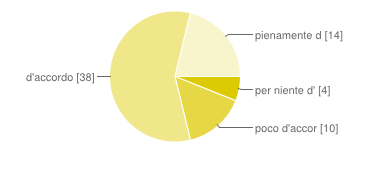 pienamente d [14]
d'accordo [38]
per niente d' [4]
poco d'accor [10]